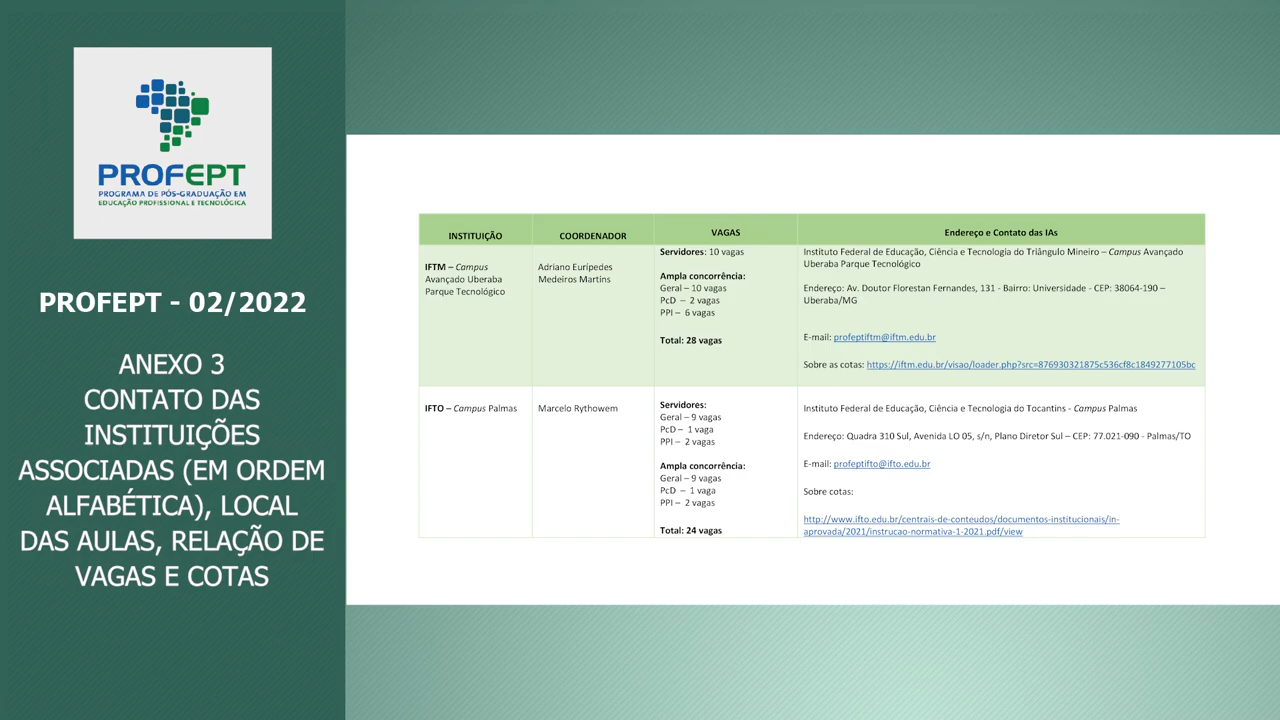 PROFEPT
PROGRAMA DE PÓS-GRADUAÇÃO EM
EDUCAÇÃO PROFISSIONAL E TECNOLÓGICA
PROFEPT - 02/2022
ANEXO 3
CONTATO DAS
INSTITUIÇÕES
ASSOCIADAS (EM ORDEM
ALFABÉTICA), LOCAL
DAS AULAS, RELAÇÃO DE
VAGAS E COTAS
INSTITUIÇÃO
COORDENADOR
VAGAS
Endereço e Contato das IAs
IFTM – Campus
Avançado Uberaba
Parque Tecnológico
Adriano Eurípedes
Medeiros Martins
Servidores: 10 vagas
Ampla concorrência:
Geral – 10 vagas
PcD – 2 vagas
PPI – 6 vagas
Total: 28 vagas
Instituto Federal de Educação, Ciência e Tecnologia do Triângulo Mineiro – Campus Avançado
Uberaba Parque Tecnológico
Endereço: Av. Doutor Florestan Fernandes, 131 - Bairro: Universidade - CEP: 38064-190 –
Uberaba/MG
E-mail: profeptiftm@iftm.edu.br
Sobre as cotas: https://iftm.edu.br/visao/loader.php?src=876930321875c536cf8c1849277105bc
IFTO – Campus Palmas
Marcelo Rythowem
Servidores:
Geral – 9 vagas
PcD – 1 vaga
PPI – 2 vagas
Ampla concorrência:
Geral – 9 vagas
PcD – 1 vaga
PPI – 2 vagas
Total: 24 vagas
Instituto Federal de Educação, Ciência e Tecnologia do Tocantins - Campus Palmas
Endereço: Quadra 310 Sul, Avenida LO 05, s/n, Plano Diretor Sul – CEP: 77.021-090 - Palmas/TO
E-mail: profeptifto@ifto.edu.br
Sobre cotas:
http://www.ifto.edu.br/centrais-de-conteudos/documentos-institucionais/in-
aprovada/2021/instrucao-normativa-1-2021.pdf/view